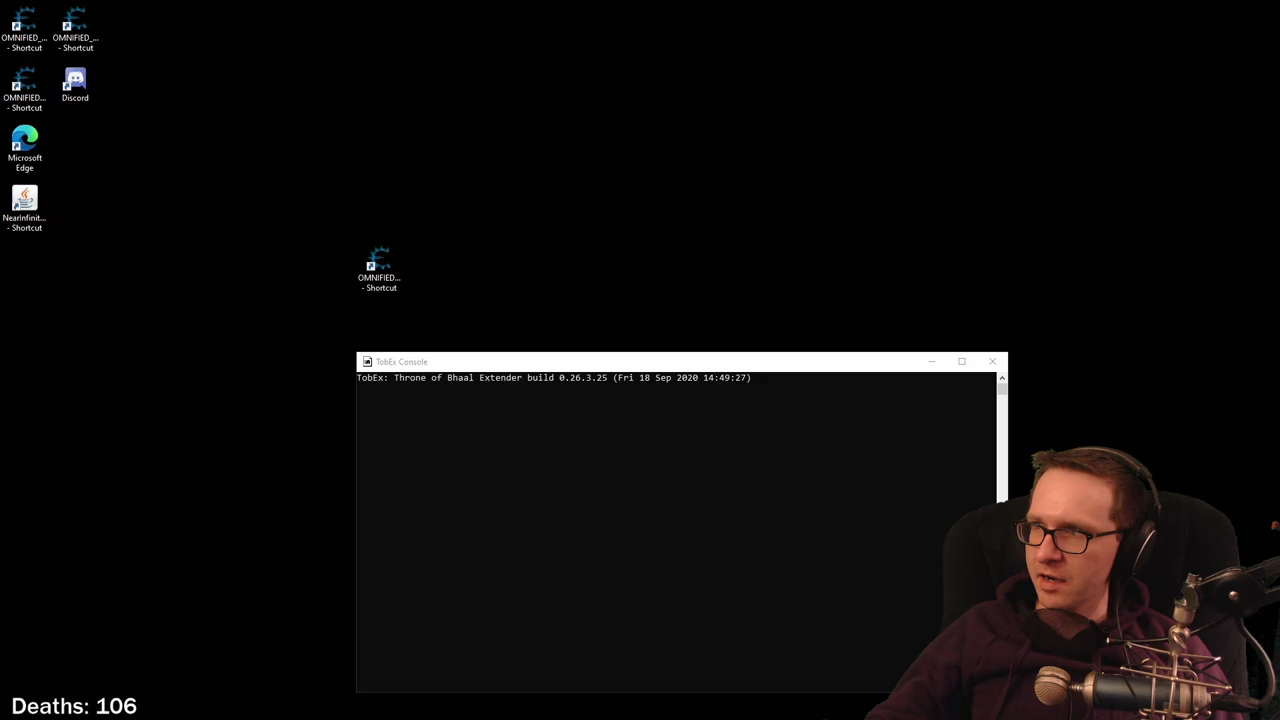 OMNIFIED_...
- Shortcut
OMNIFIED_...
- Shortcut
OMNIFIED...
- Shortcut
Discord
Microsoft
Edge
NearInfinit...
- Shortcut
OMNIFIED...
- Shortcut
TobEx Console
TobEx: Throne of Bhaal Extender build 0.26.3.25 (Fri 18 Sep 2020 14:49:27)
Deaths: 106